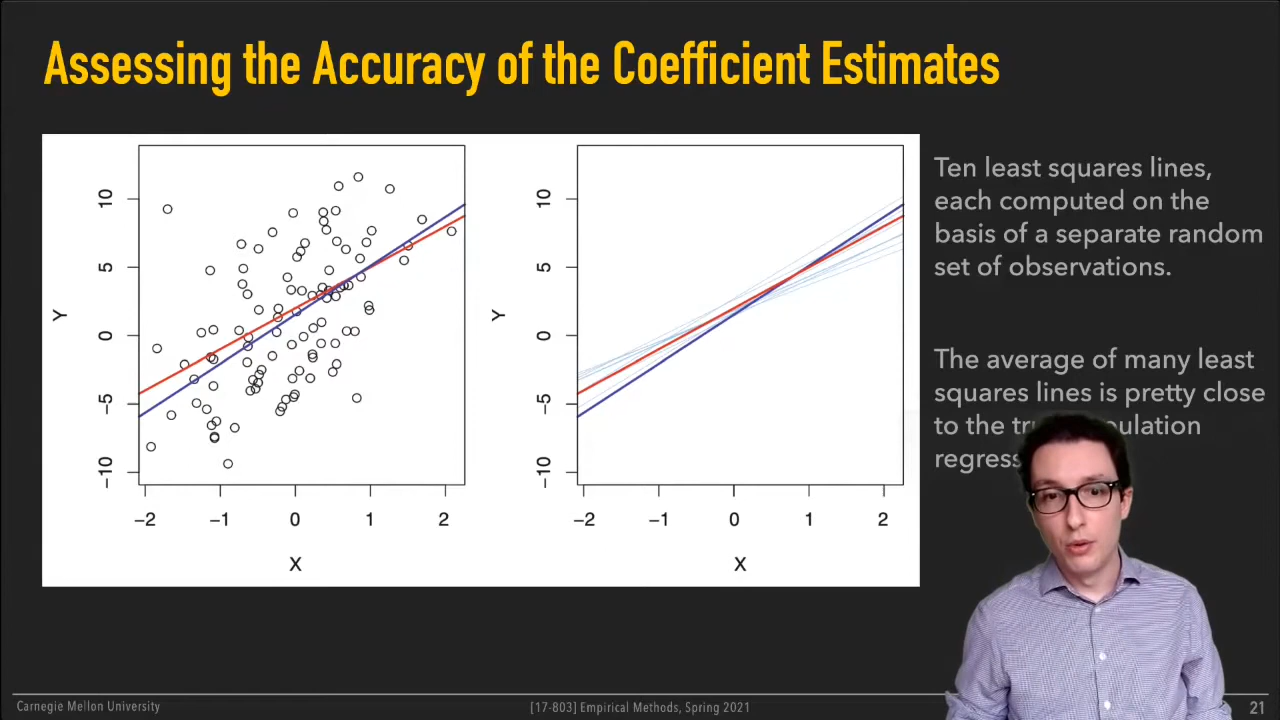 Assessing the Accuracy of the Coefficient Estimates
Y
10
5
0
−5
−10
−2 −1 0 1 2
X
Y
10
5
0
−5
−10
−2 −1 0 1 2
X
Ten least squares lines,
each computed on the
basis of a separate random
set of observations.
The average of many least
squares lines is pretty close
to the
Carnegie Mellon University
[17-803] Empirical Methods, Spring 2021
21